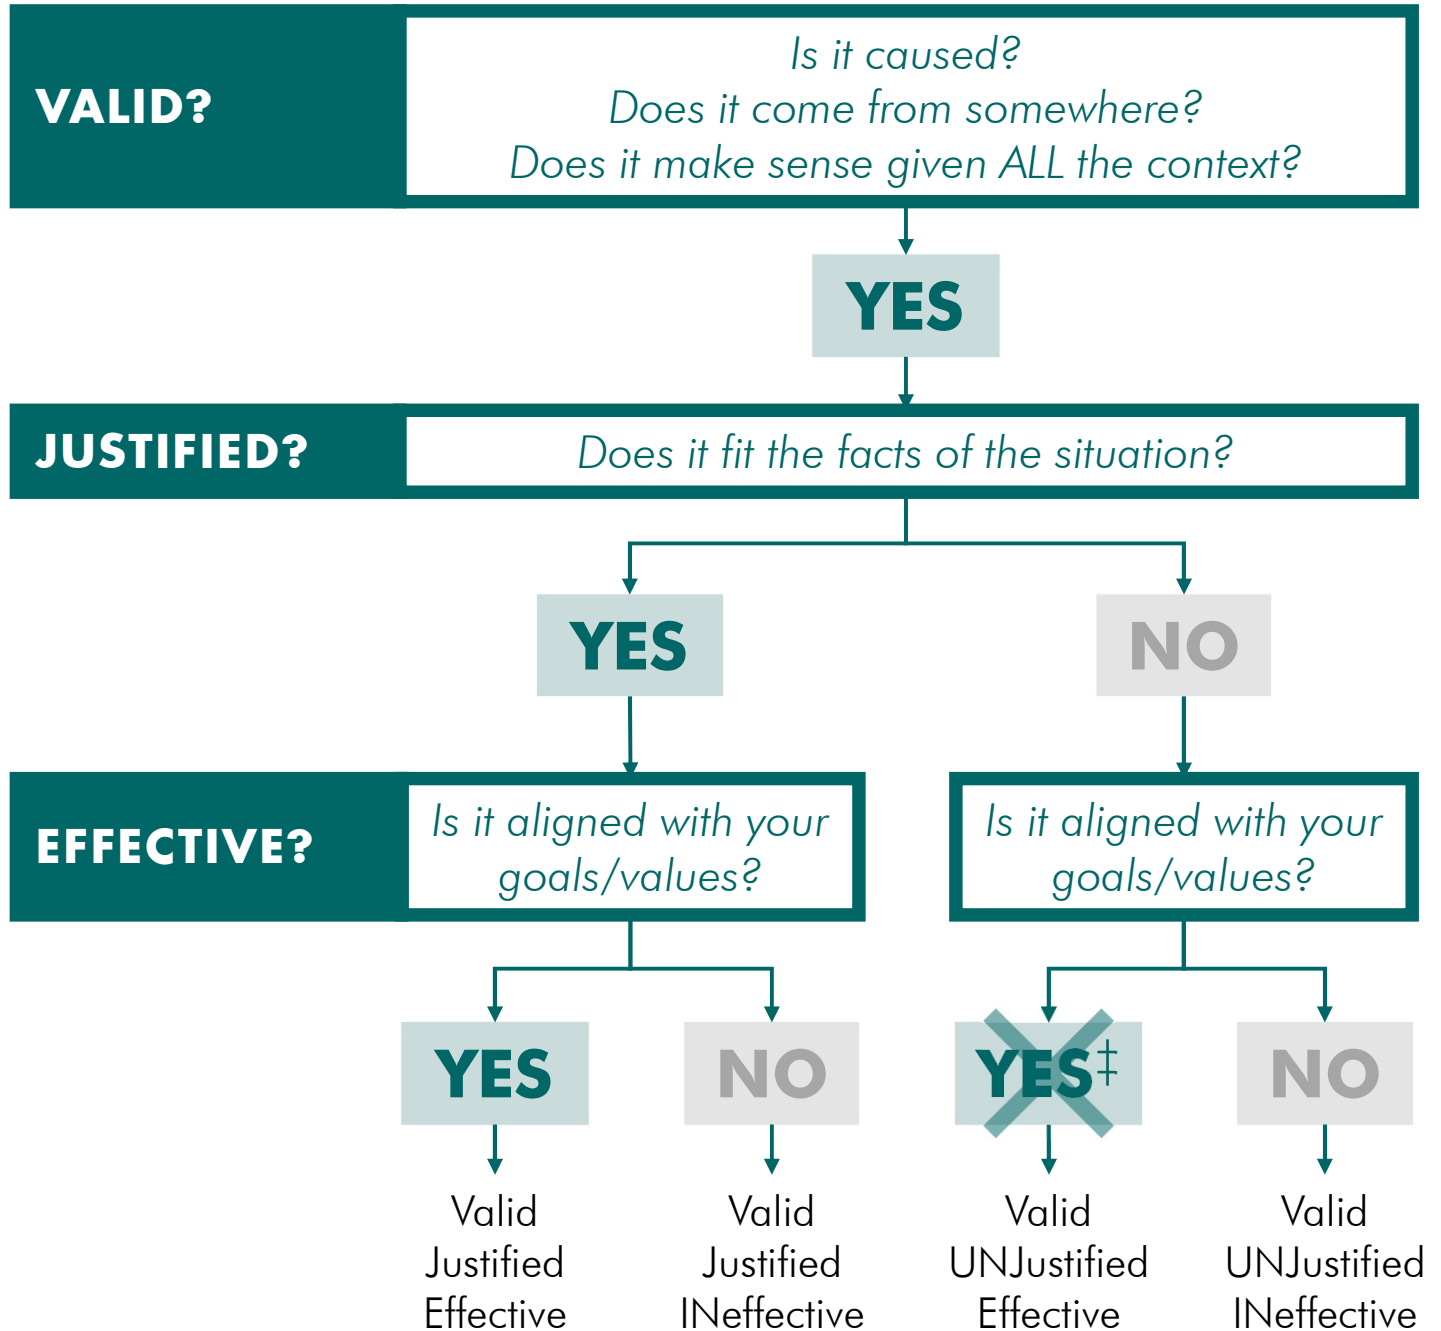 VALID?
Is it caused?
Does it come from somewhere?
Does it make sense given ALL the context?
YES
JUSTIFIED?
Does it fit the facts of the situation?
YES
NO
EFFECTIVE?
Is it aligned with your
goals/values?
Is it aligned with your
goals/values?
YES
NO
YES‡
NO
Valid
Justified
Effective
Valid
Justified
INeffective
Valid
UNJustified
Effective
Valid
UNJustified
INeffective